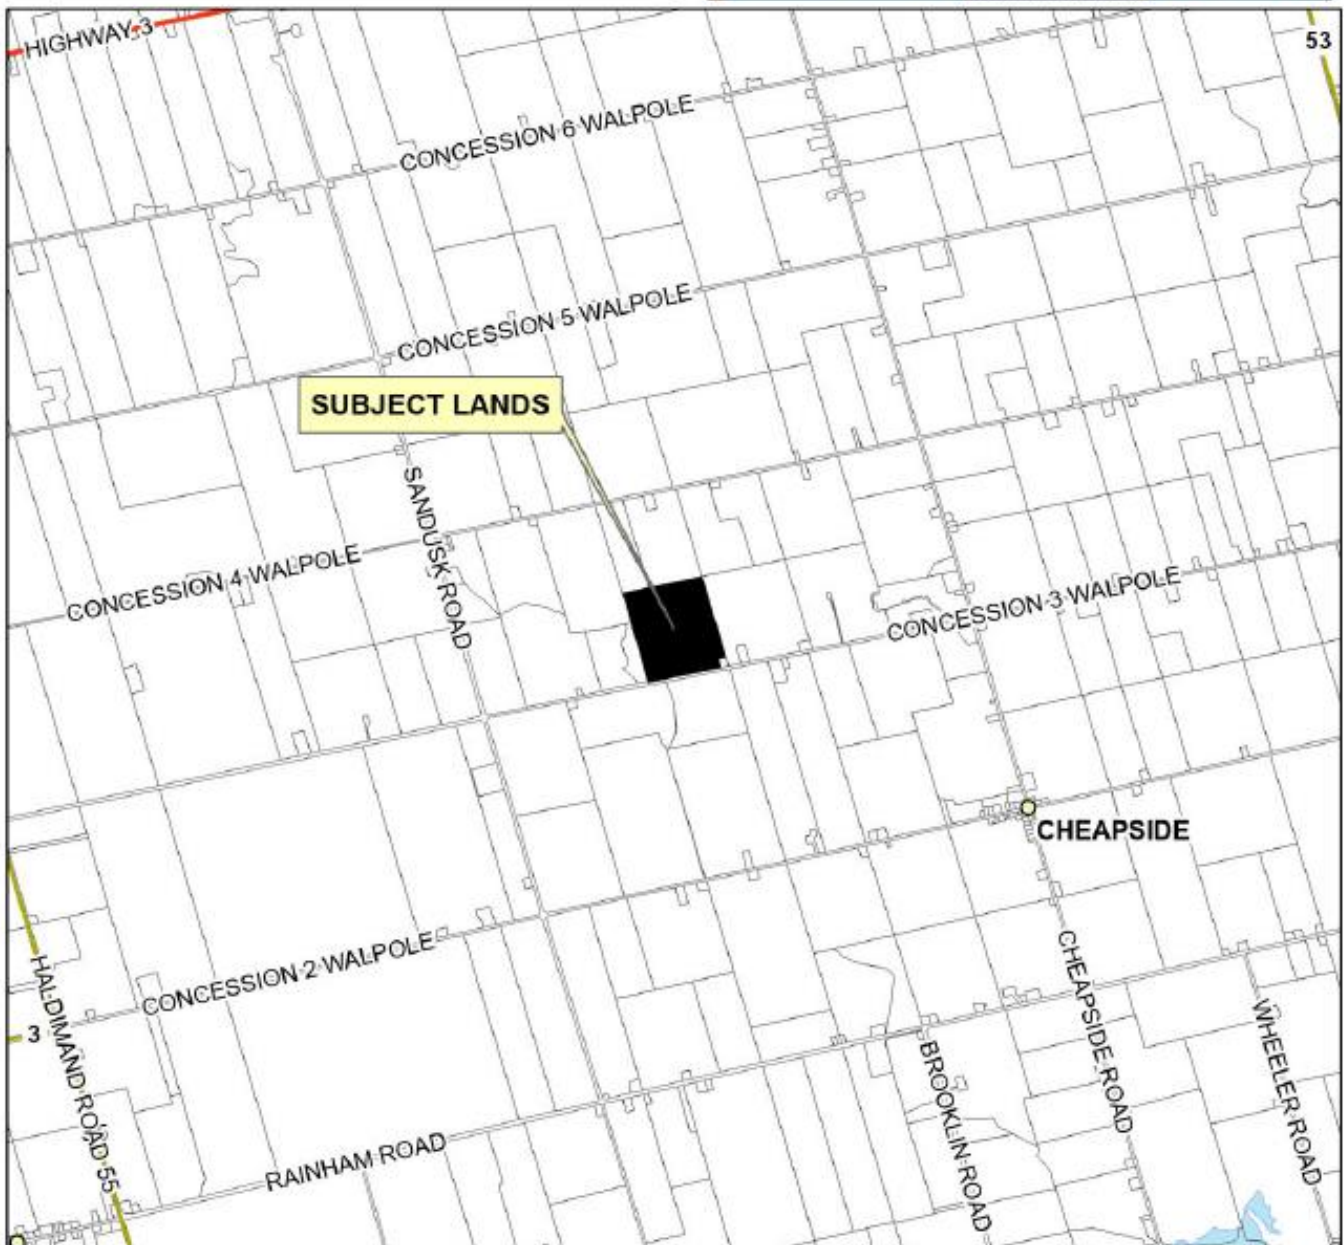 HIGHWAY 3
53
CONCESSION 6 WALPOLE
CONCESSION 5 WALPOLE
SUBJECT LANDS
SANDUSK ROAD
CONCESSION 4 WALPOLE
CONCESSION 3 WALPOLE
CHEAPSIDE
CONCESSION 2 WALPOLE
HALDIMAND ROAD 55
3
CHEAPSIDE ROAD
WHEELER ROAD
BROOKLIN ROAD
RAINHAM ROAD